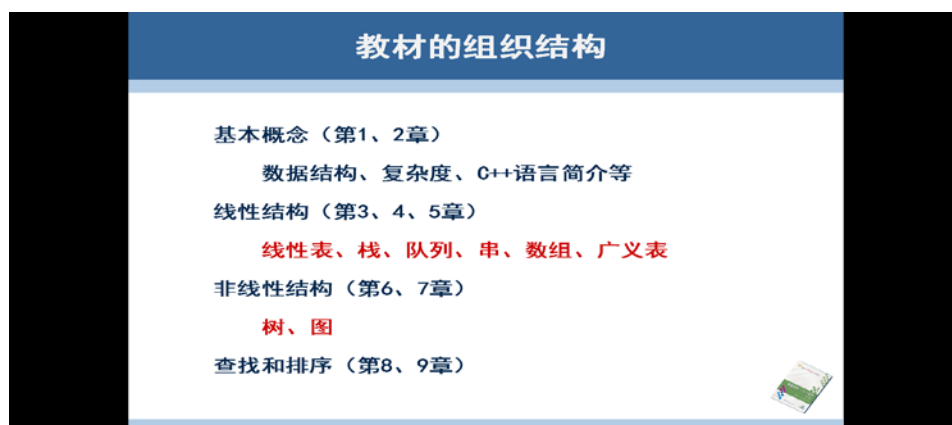 教材的组织结构
基本概念（第1、2章）
数据结构、复杂度、C++语言简介等
线性结构（第3、4、5章）
线性表、栈、队列、串、数组、广义表
非线性结构（第6、7章）
树、图
查找和排序（第8、9章）